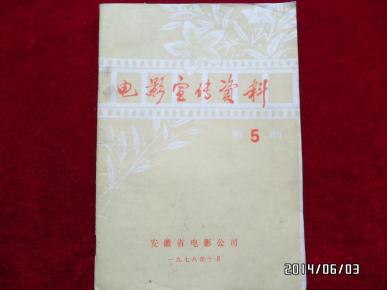 电影宣传资料
第5期
安徽省电影公司
一九七八年十月
2014/06/03